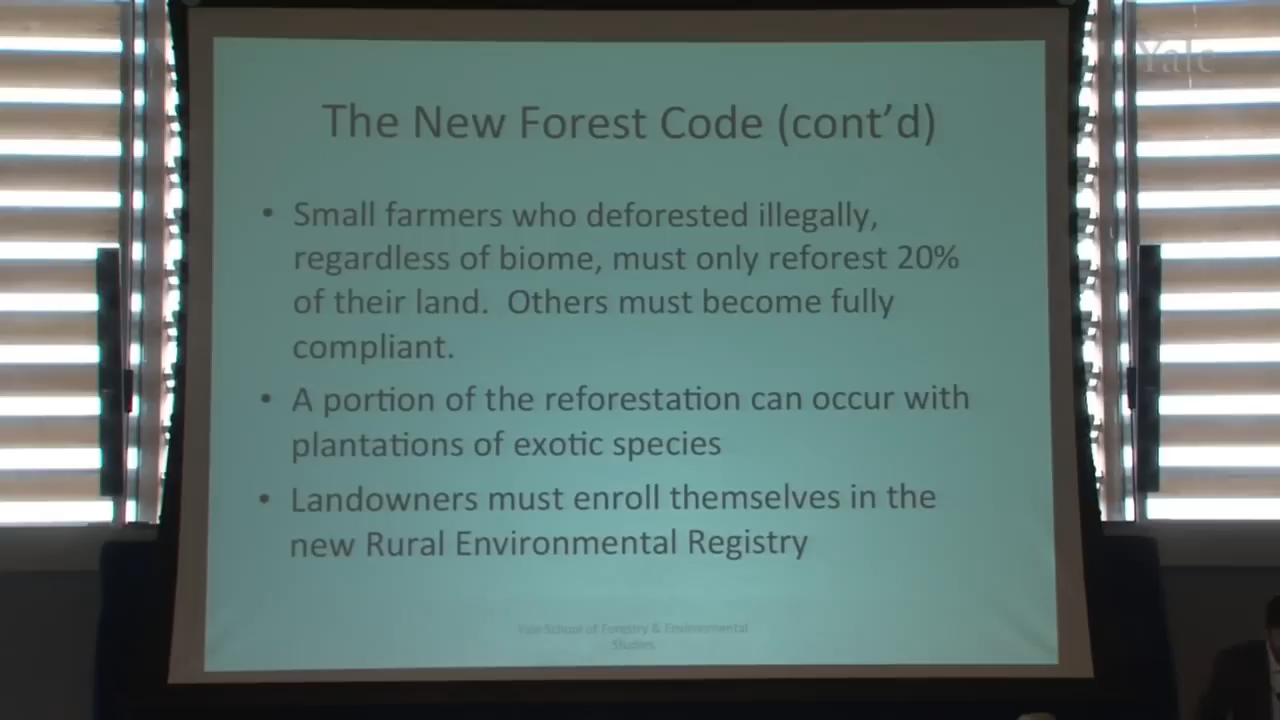 Yale
The New Forest Code (cont'd)
• Small farmers who deforested illegally,
regardless of biome, must only reforest 20%
of their land.  Others must become fully
compliant.
• A portion of the reforestation can occur with
plantations of exotic species
• Landowners must enroll themselves in the
new Rural Environmental Registry
Yale School of Forestry & Environmental
Studies